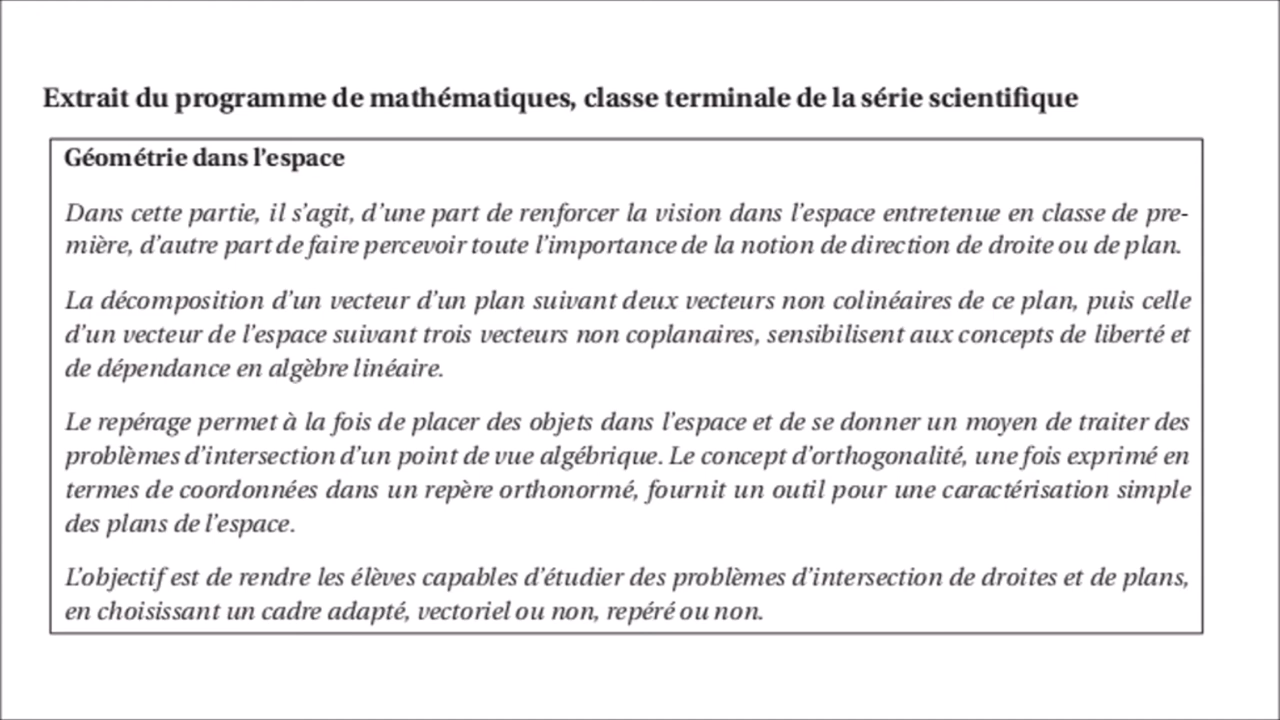 Extrait du programme de mathématiques, classe terminale de la série scientifique
Géométrie dans l'espace
Dans cette partie, il s'agit, d'une part de renforcer la vision dans l'espace entretenue en classe de pre-
mière, d'autre part de faire percevoir toute l'importance de la notion de direction de droite ou de plan.
La décomposition d'un vecteur d'un plan suivant deux vecteurs non colinéaires de ce plan, puis celle
d'un vecteur de l'espace suivant trois vecteurs non coplanaires, sensibilisent aux concepts de liberté et
de dépendance en algèbre linéaire.
Le repérage permet à la fois de placer des objets dans l'espace et de se donner un moyen de traiter des
problèmes d'intersection d'un point de vue algébrique. Le concept d'orthogonalité, une fois exprimé en
termes de coordonnées dans un repère orthonormé, fournit un outil pour une caractérisation simple
des plans de l'espace.
L'objectif est de rendre les élèves capables d'étudier des problèmes d'intersection de droites et de plans,
en choisissant un cadre adapté, vectoriel ou non, repéré ou non.